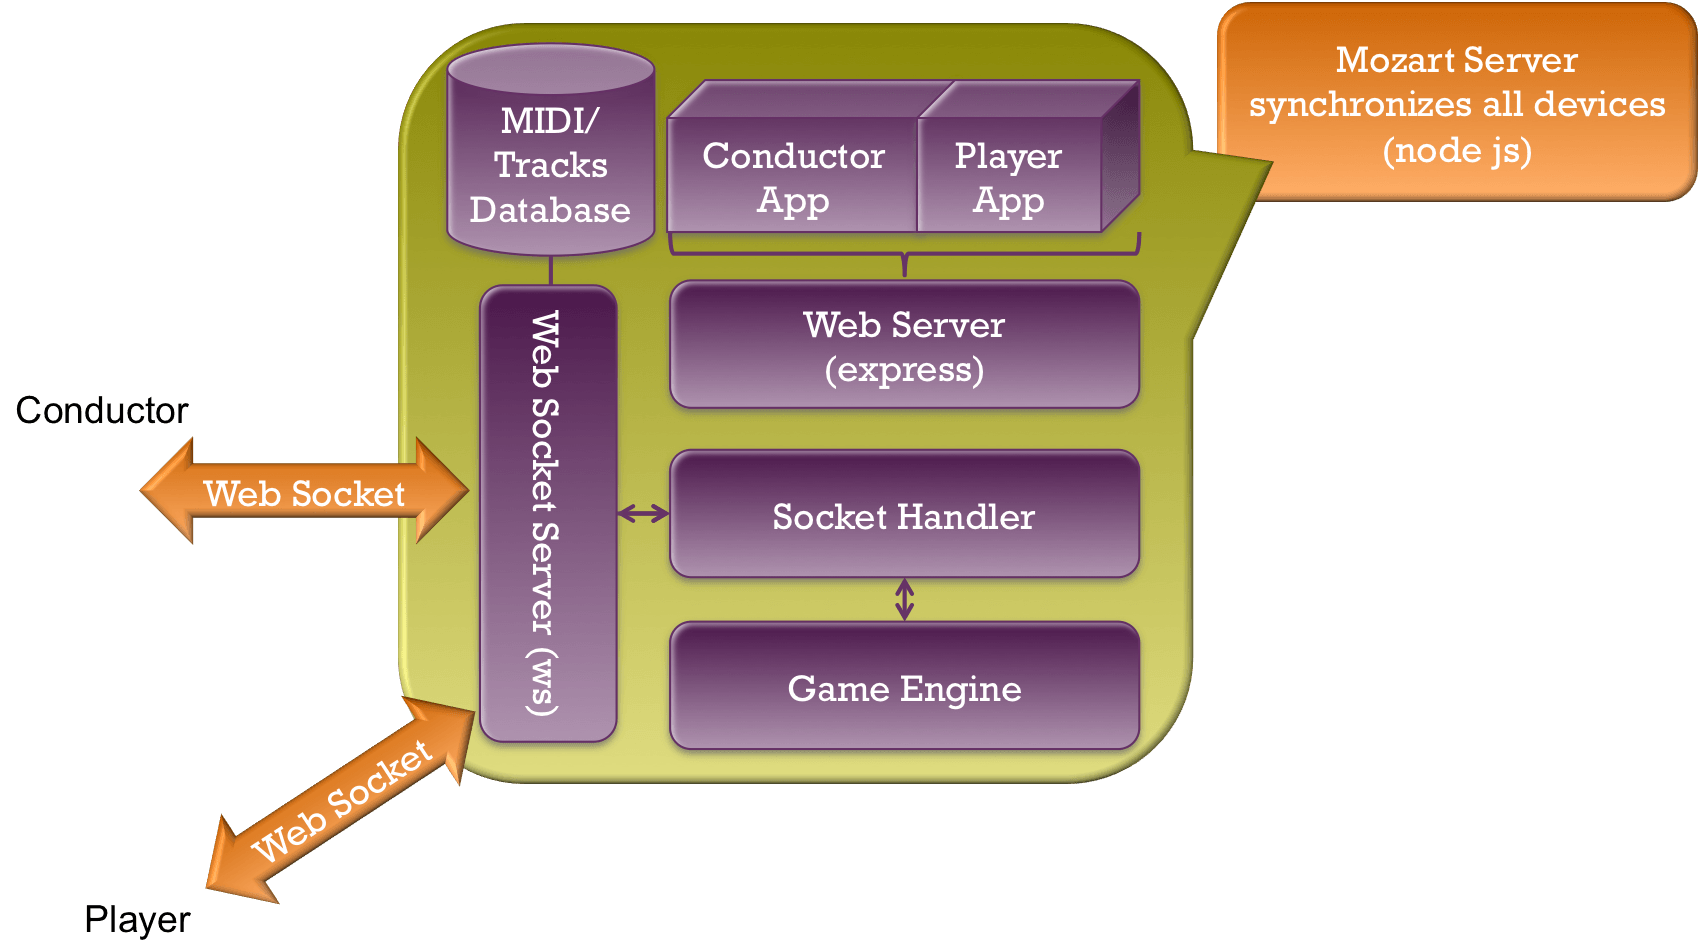 Mozart Server
synchronizes all devices
(node js)
MIDI/
Tracks
Database
Conductor
App
Player
App
Web Server
(express)
Web Socket Server (ws)
Conductor
Web Socket
Socket Handler
Game Engine
Web Socket
Player